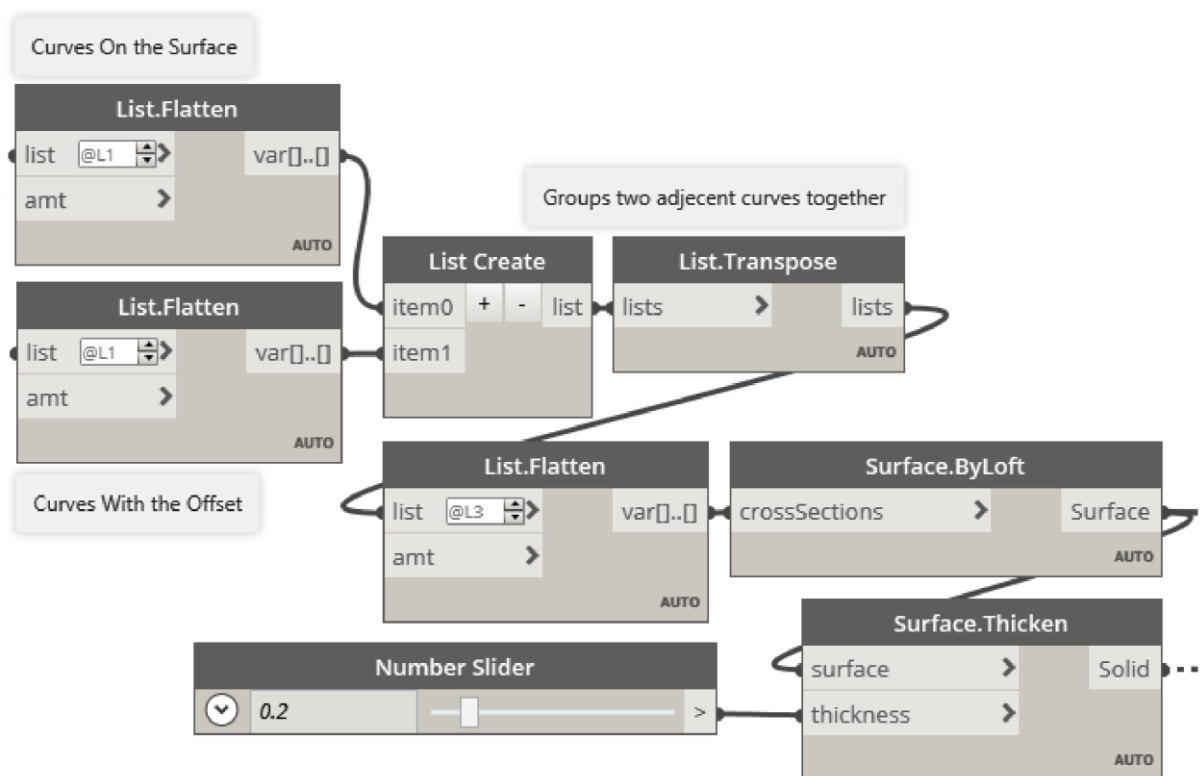 Curves On the Surface
List.Flatten
list @L1 > var[]..[]
amt >
AUTO
List.Flatten
list @L1 > var[]..[]
amt >
AUTO
Curves With the Offset
Groups two adjecent curves together
List Create
item0 + - list
item1
List.Transpose
lists > lists
AUTO
List.Flatten
list @L3 > var[]..[]
amt >
AUTO
Surface.ByLoft
crossSections > Surface
AUTO
Number Slider
0.2 >
Surface.Thicken
surface > Solid
thickness >
AUTO